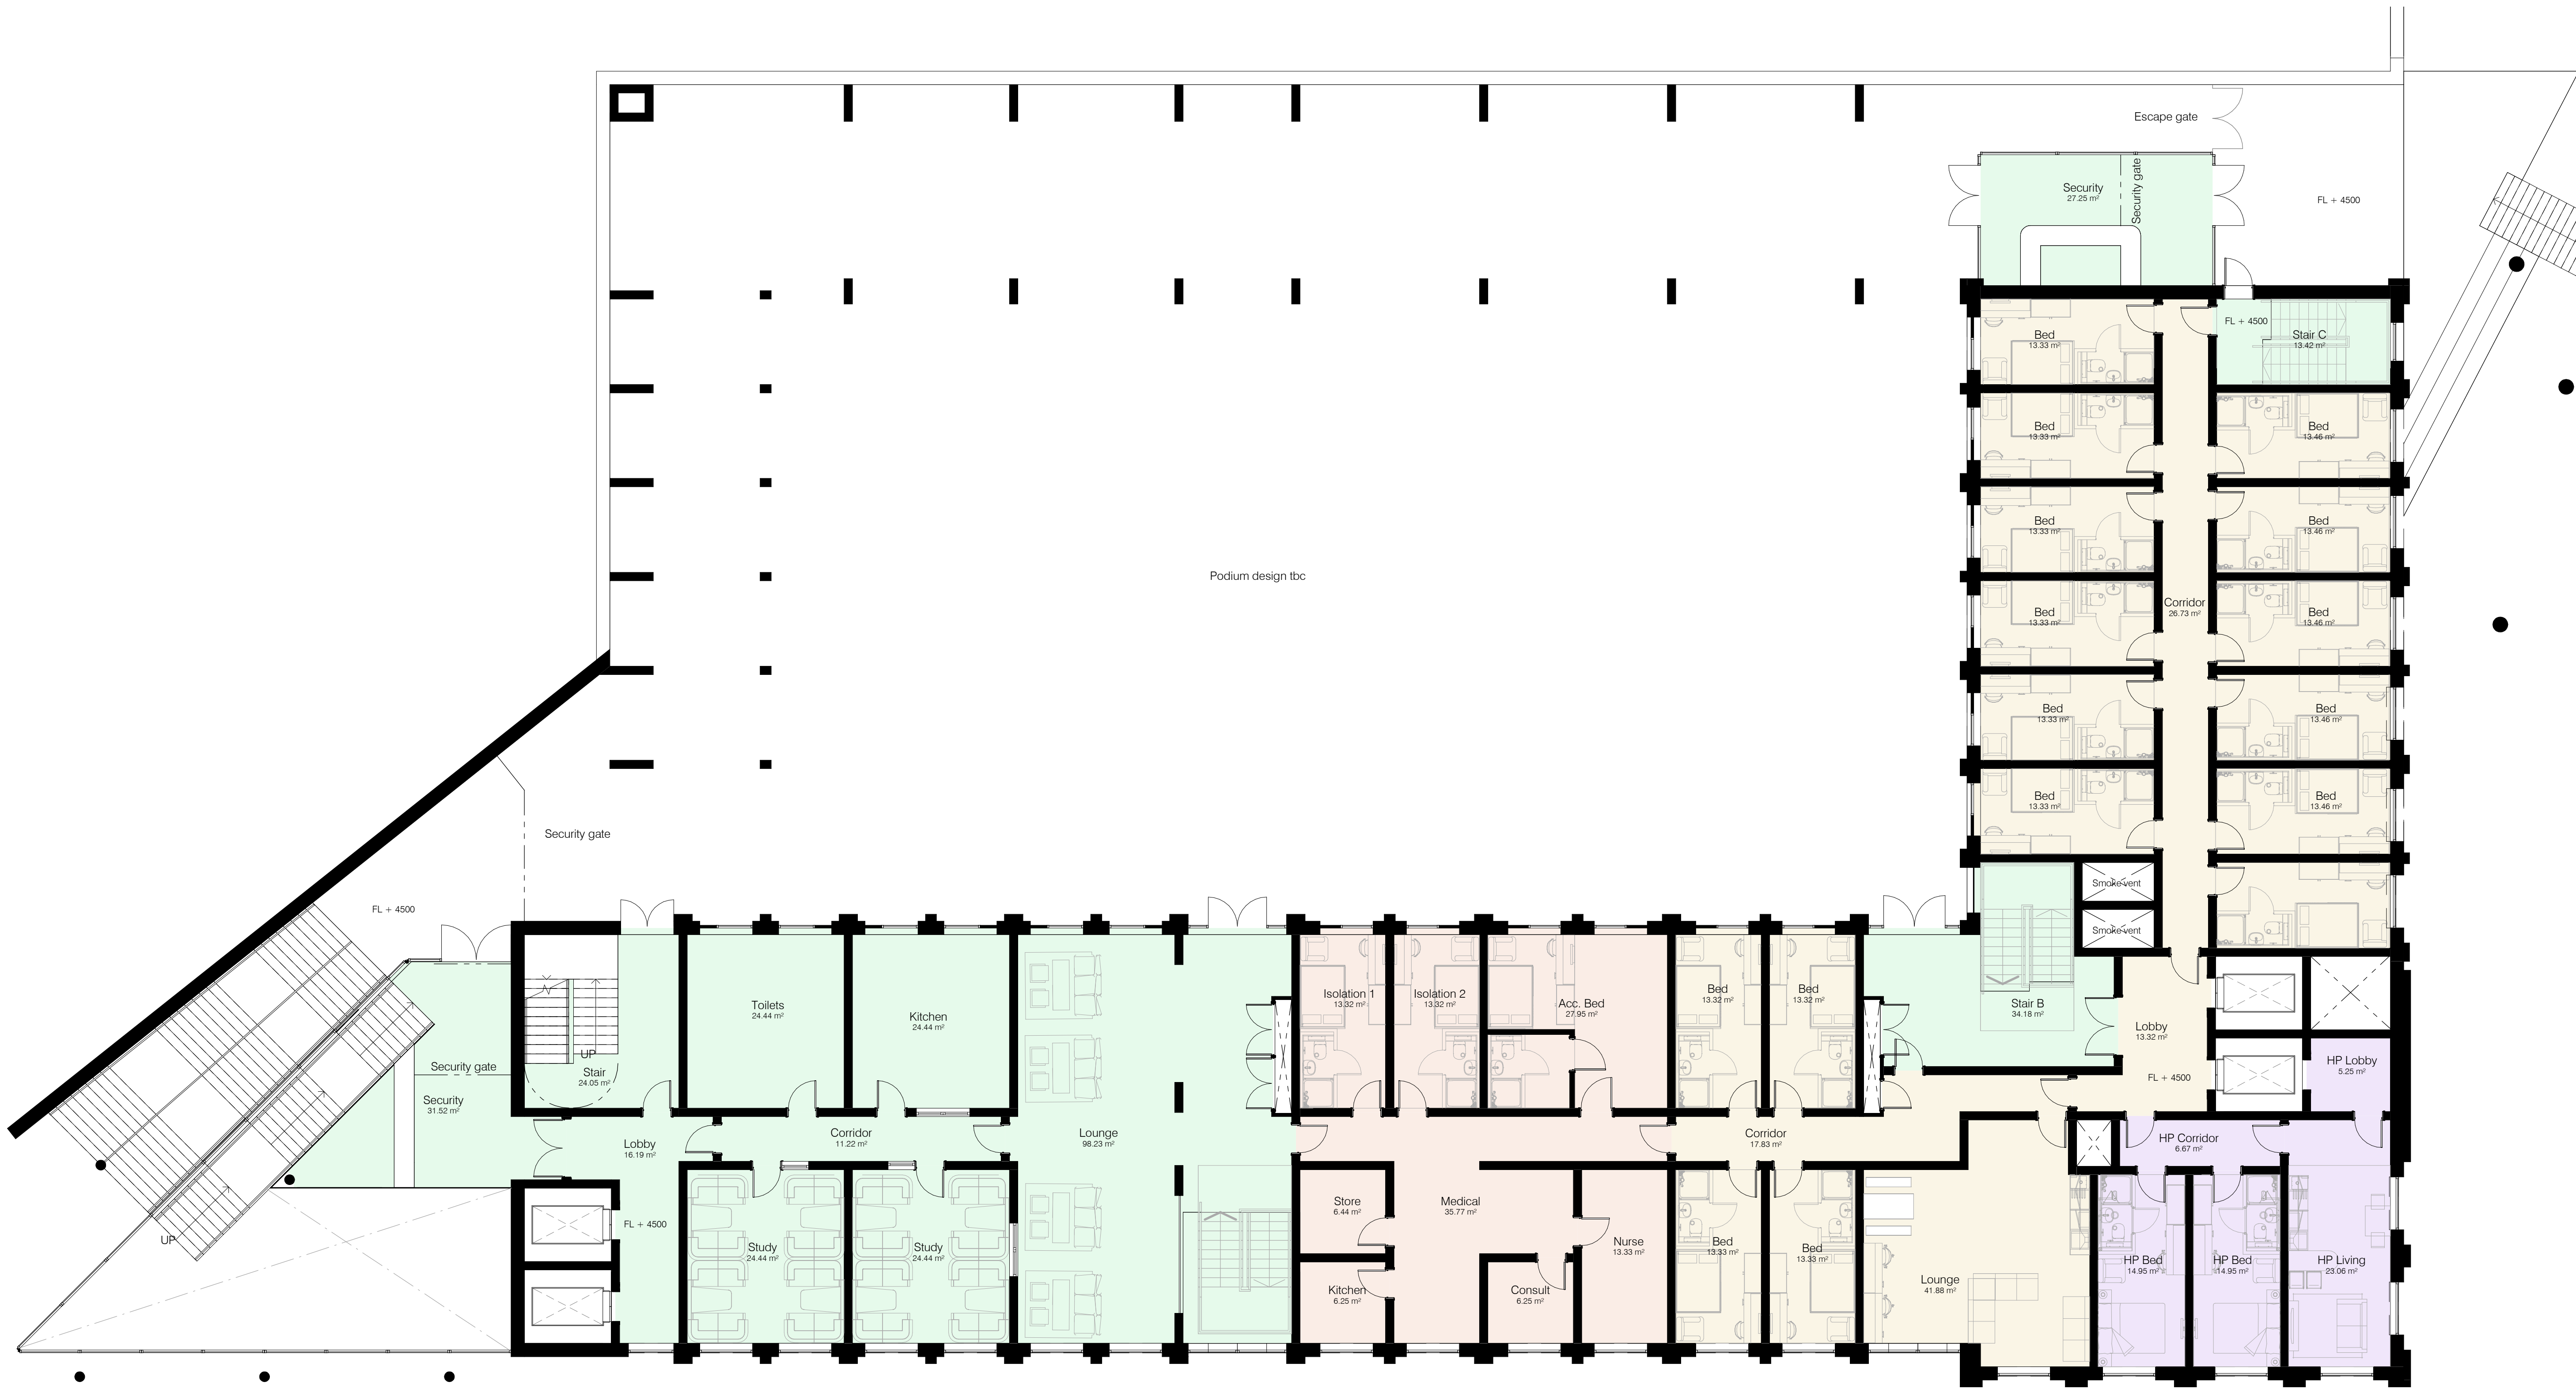 Escape gate
Security
27.25 m²
Security gate
FL + 4500
Bed
13.33 m²
FL + 4500
Stair C
13.42 m²
Bed
13.33 m²
Bed
13.46 m²
Bed
13.33 m²
Bed
13.46 m²
Podium design tbc
Corridor
26.73 m²
Bed
13.33 m²
Bed
13.46 m²
Bed
13.33 m²
Bed
13.46 m²
Bed
13.33 m²
Bed
13.46 m²
Security gate
Smoke vent
FL + 4500
Smoke vent
Toilets
24.44 m²
Kitchen
24.44 m²
Isolation 1
13.32 m²
Isolation 2
13.32 m²
Acc. Bed
27.95 m²
Bed
13.32 m²
Bed
13.32 m²
Stair B
34.18 m²
Lobby
13.32 m²
UP
Stair
24.05 m²
Security gate
HP Lobby
5.25 m²
FL + 4500
Security
31.52 m²
Lobby
16.19 m²
Corridor
11.22 m²
Lounge
98.23 m²
Corridor
17.83 m²
HP Corridor
6.67 m²
Store
6.44 m²
Medical
35.77 m²
FL + 4500
UP
Study
24.44 m²
Study
24.44 m²
Nurse
13.33 m²
Bed
13.33 m²
Bed
13.33 m²
HP Bed
14.95 m²
HP Bed
14.95 m²
HP Living
23.06 m²
Kitchen
6.25 m²
Consult
6.25 m²
Lounge
41.88 m²